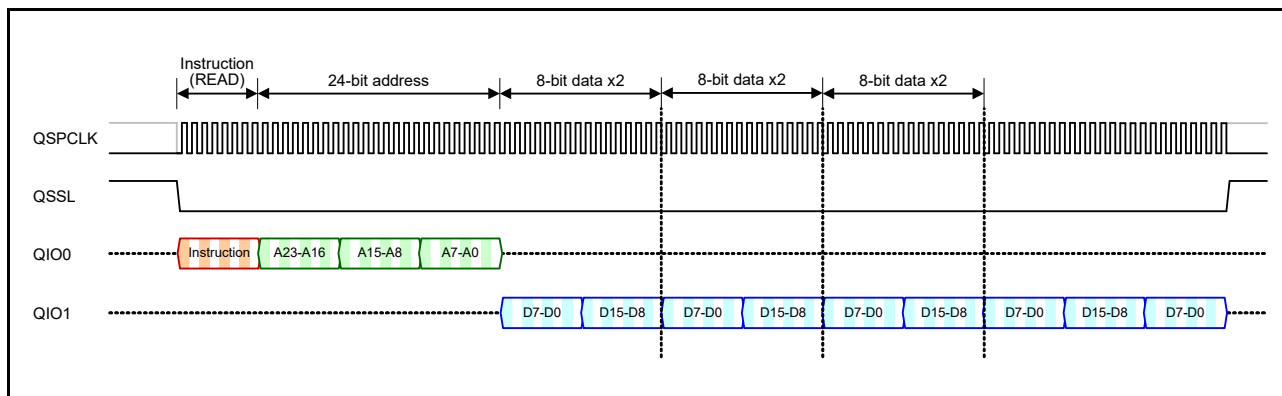 Instruction
(READ)
24-bit address
8-bit data x2
8-bit data x2
8-bit data x2
QSPCLK
QSSL
QIO0
Instruction
A23-A16
A15-A8
A7-A0
QIO1
D7-D0
D15-D8
D7-D0
D15-D8
D7-D0
D15-D8
D7-D0
D15-D8
D7-D0